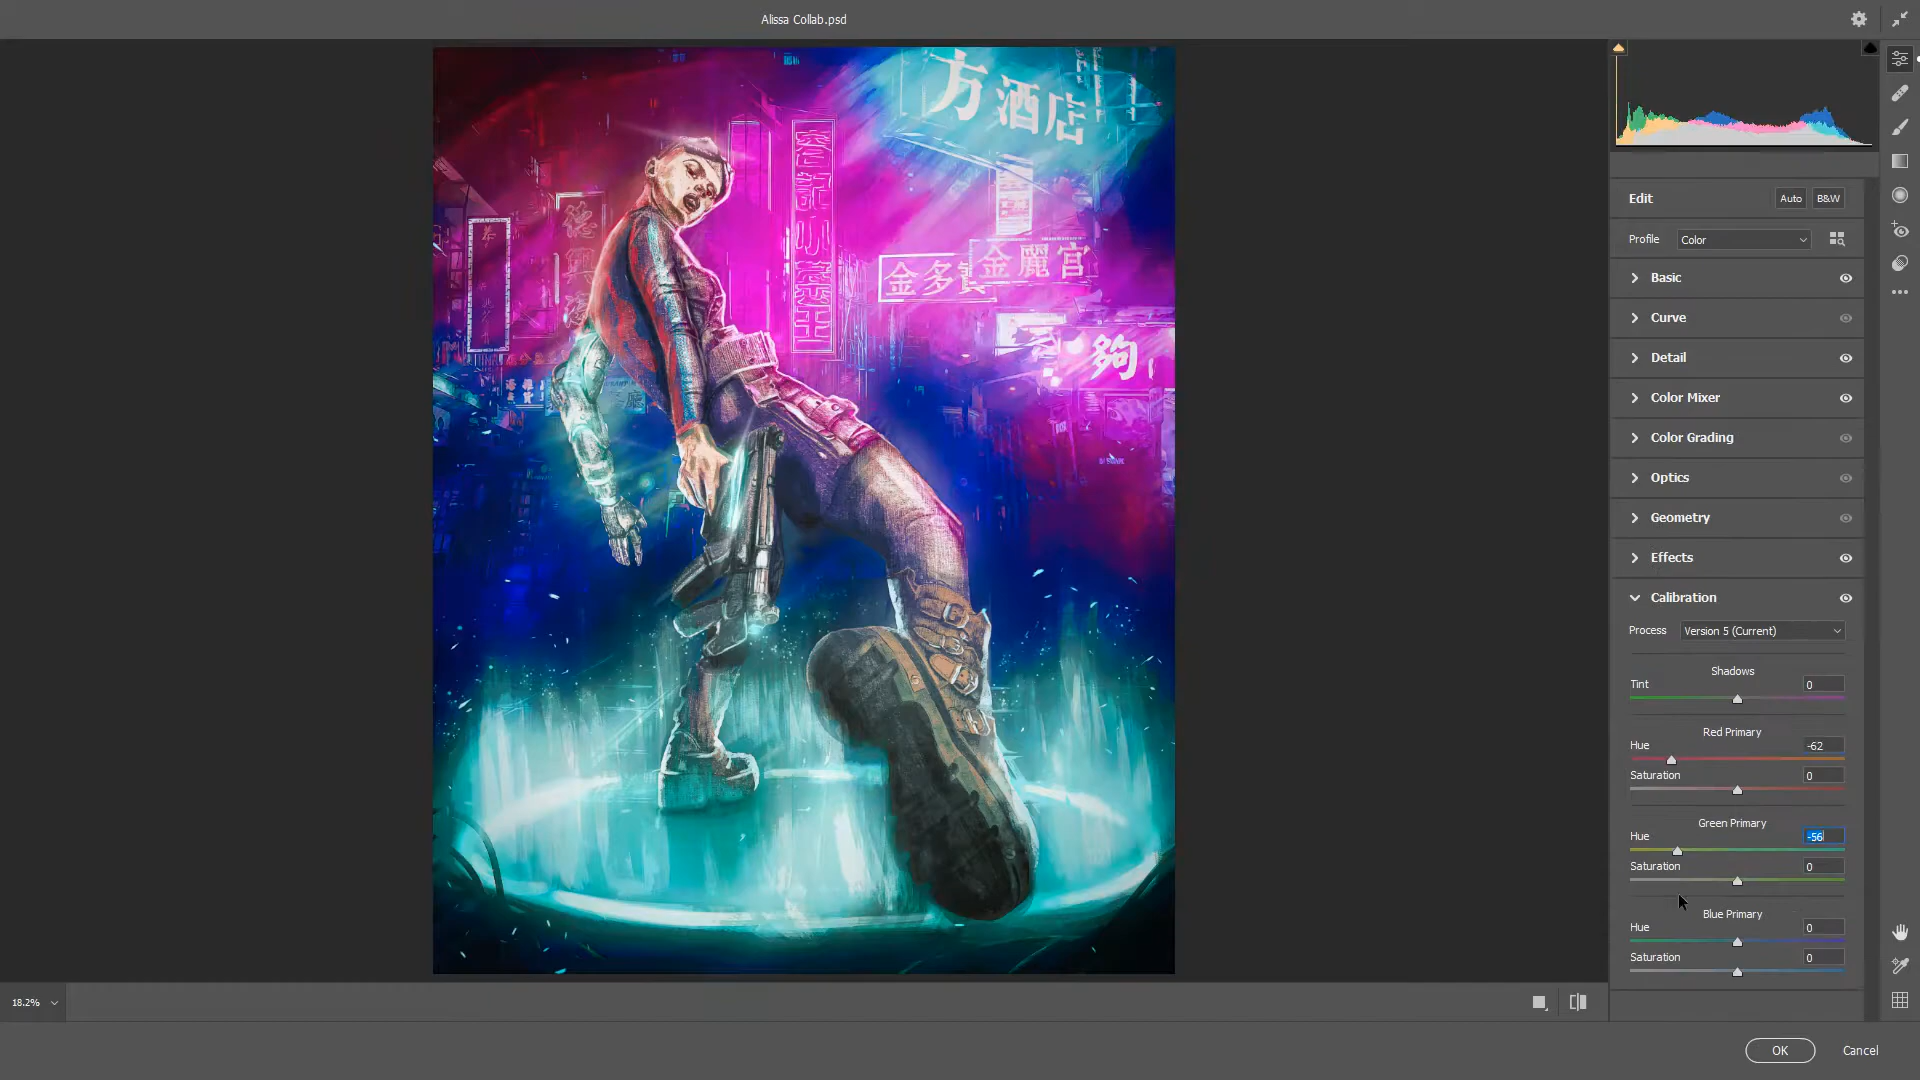 Alissa Collab.psd
方酒店
金多
金麗宮
夠
Edit
Auto
B&W
Profile
Color
Basic
Curve
Detail
Color Mixer
Color Grading
Optics
Geometry
Effects
Calibration
Process
Version 5 (Current)
Shadows
Tint
0
Red Primary
Hue
-62
Saturation
0
Green Primary
Hue
-56
Saturation
0
Blue Primary
Hue
0
Saturation
0
18.2%
OK
Cancel